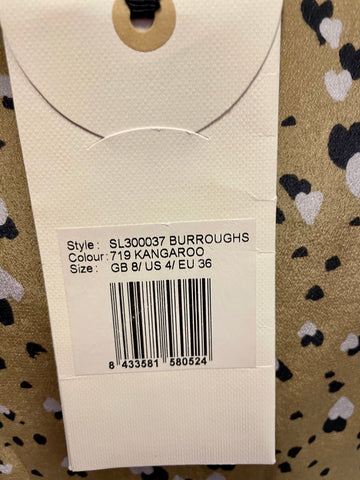 Style : SL300037 BURROUGHS
Colour : 719 KANGAROO
Size : GB 8/ US 4/ EU 36
8 433581 580524